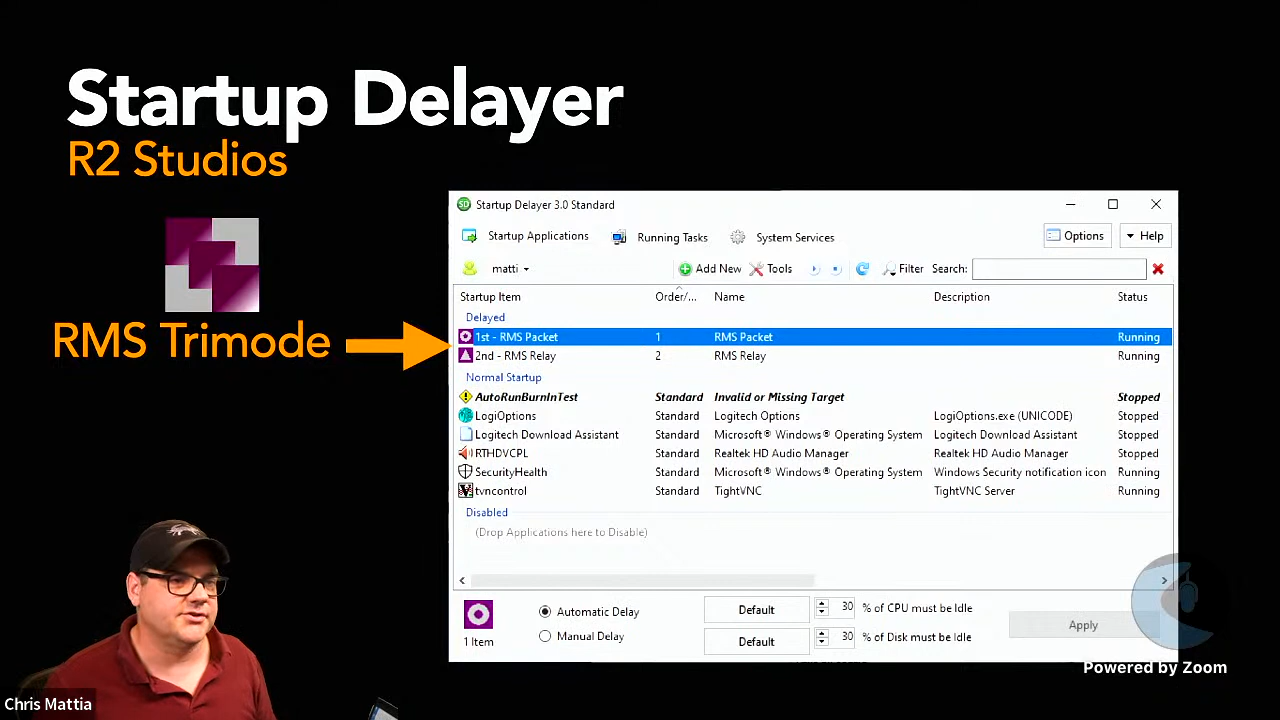 Startup Delayer
R2 Studios
RMS Trimode
SD Startup Delayer 3.0 Standard
Startup Applications Running Tasks System Services Options Help
matti Add New Tools Filter Search:
Startup Item Order/... Name Description Status
Delayed
1st - RMS Packet 1 RMS Packet Running
2nd - RMS Relay 2 RMS Relay Running
Normal Startup
AutoRunBurnInTest Standard Invalid or Missing Target Stopped
LogiOptions Standard Logitech Options LogiOptions.exe (UNICODE) Stopped
Logitech Download Assistant Standard Microsoft® Windows® Operating System Logitech Download Assistant Stopped
RTHDVCPL Standard Realtek HD Audio Manager Realtek HD Audio Manager Stopped
SecurityHealth Standard Microsoft® Windows® Operating System Windows Security notification icon Running
tvncontrol Standard TightVNC TightVNC Server Running
Disabled
(Drop Applications here to Disable)
Automatic Delay Default 30 % of CPU must be Idle
1 Item Manual Delay Default 30 % of Disk must be Idle
Apply
Powered by Zoom
Chris Mattia